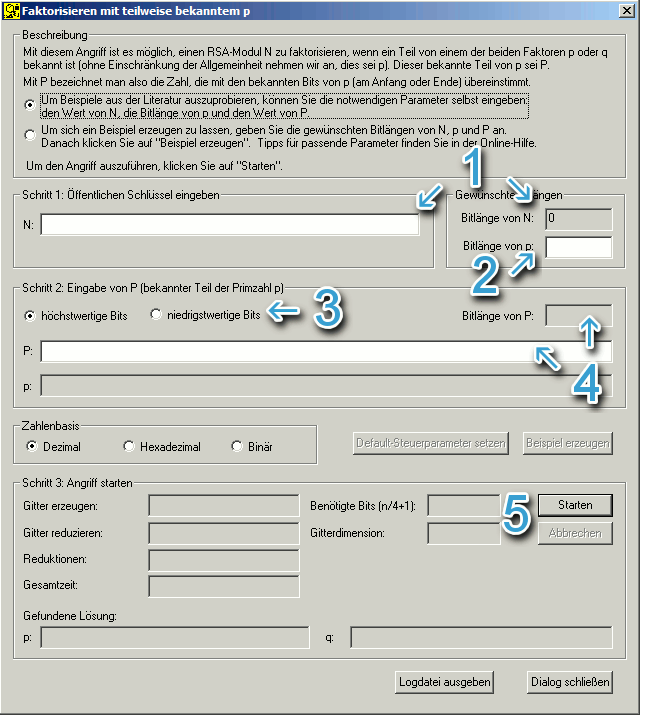 Faktorisieren mit teilweise bekanntem p
Beschreibung
Mit diesem Angriff ist es möglich, einen RSA-Modul N zu faktorisieren, wenn ein Teil von einem der beiden Faktoren p oder q
bekannt ist (ohne Einschränkung der Allgemeinheit nehmen wir an, dies sei p). Dieser bekannte Teil von p sei P.
Mit P bezeichnet man also die Zahl, die mit den bekannten Bits von p (am Anfang oder Ende) übereinstimmt.
Um Beispiele aus der Literatur auszuprobieren, können Sie die notwendigen Parameter selbst eingeben:
den Wert von N, die Bitlänge von p und den Wert von P.
Um sich ein Beispiel erzeugen zu lassen, geben Sie die gewünschten Bitlängen von N, p und P an.
Danach klicken Sie auf "Beispiel erzeugen". Tipps für passende Parameter finden Sie in der Online-Hilfe.
Um den Angriff auszuführen, klicken Sie auf "Starten".
1
Schritt 1: Öffentlichen Schlüssel eingeben
N:
Gewünschte ängen
Bitlänge von N: 0
Bitlänge von p:
2
Schritt 2: Eingabe von P (bekannter Teil der Primzahl p)
höchstwertige Bits niedrigstwertige Bits 3 Bitlänge von P:
P:
4
p:
Zahlenbasis
Dezimal Hexadezimal Binär
Default-Steuerparameter setzen Beispiel erzeugen
Schritt 3: Angriff starten
Gitter erzeugen: Benötigte Bits (n/4+1): 5 Starten
Gitter reduzieren: Gitterdimension: Abbrechen
Reduktionen:
Gesamtzeit:
Gefundene Lösung:
p: q:
Logdatei ausgeben Dialog schließen